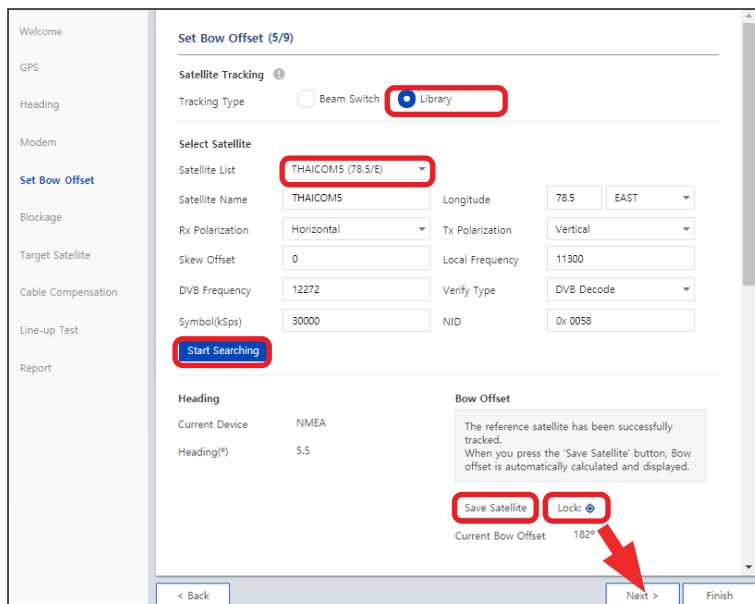 Welcome
GPS
Heading
Modem
Set Bow Offset
Blockage
Target Satellite
Cable Compensation
Line-up Test
Report
Set Bow Offset (5/9)
Satellite Tracking !
Tracking Type Beam Switch Library
Select Satellite
Satellite List THAICOM5 (78.5/E)
Satellite Name THAICOM5 Longitude 78.5 EAST
Rx Polarization Horizontal Tx Polarization Vertical
Skew Offset 0 Local Frequency 11300
DVB Frequency 12272 Verify Type DVB Decode
Symbol(kSps) 30000 NID 0x 0058
Start Searching
Heading
Current Device NMEA
Heading(º) 5.5
Bow Offset
The reference satellite has been successfully
tracked.
When you press the 'Save Satellite' button, Bow
offset is automatically calculated and displayed.
Save Satellite Lock:
Current Bow Offset 182º
< Back Next > Finish